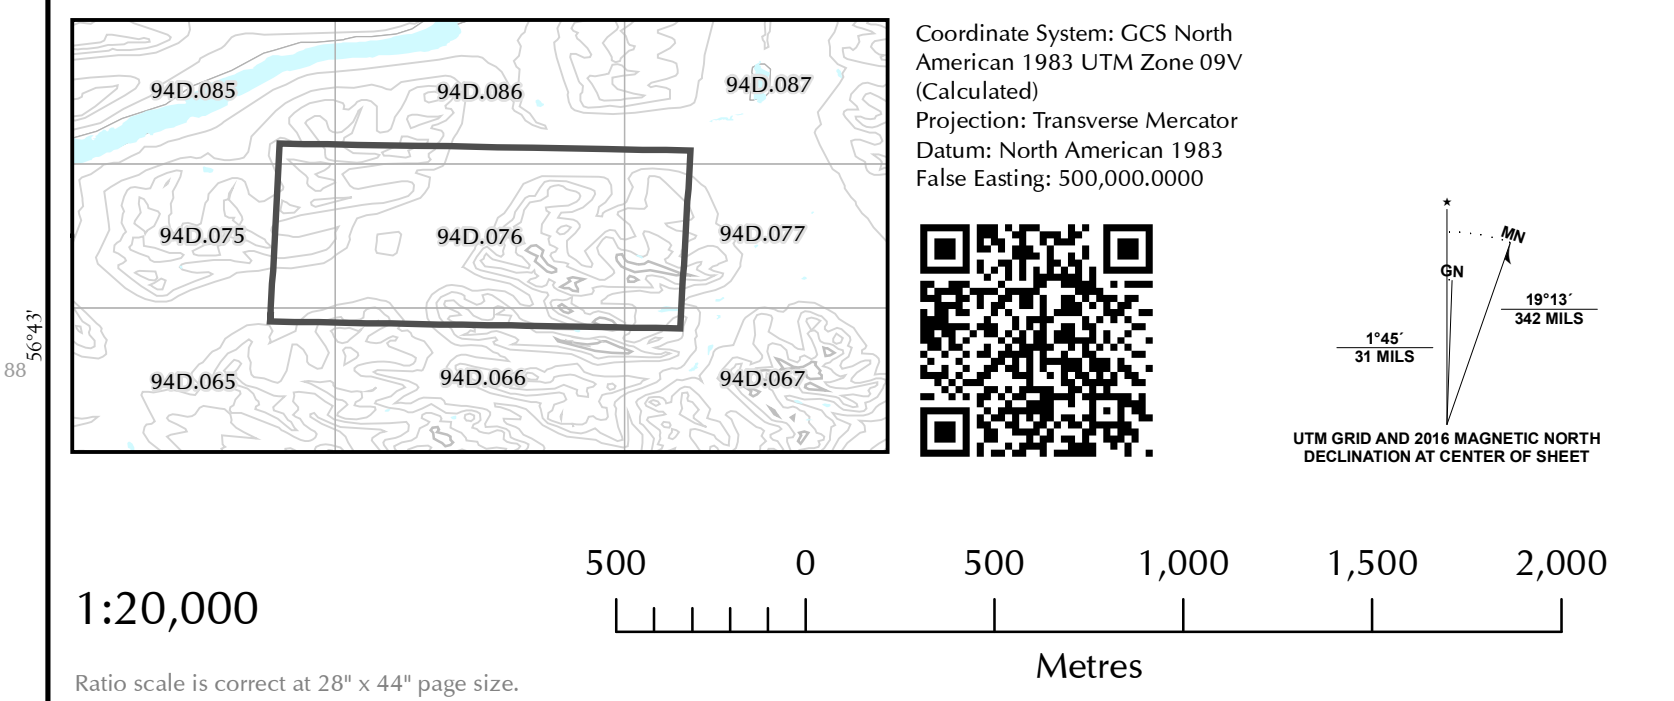 94D.085
94D.086
94D.087
94D.075
94D.076
94D.077
94D.065
94D.066
94D.067
56°43'
88
Coordinate System: GCS North
American 1983 UTM Zone 09V
(Calculated)
Projection: Transverse Mercator
Datum: North American 1983
False Easting: 500,000.0000
MN
GN
19°13´
342 MILS
1°45´
31 MILS
UTM GRID AND 2016 MAGNETIC NORTH
DECLINATION AT CENTER OF SHEET
1:20,000
Ratio scale is correct at 28" x 44" page size.
500 0 500 1,000 1,500 2,000
Metres